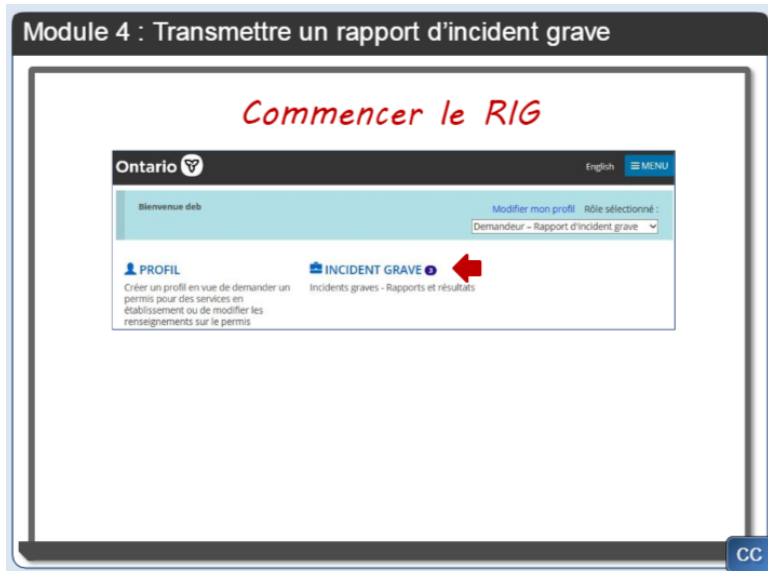 Module 4 : Transmettre un rapport d'incident grave
Commencer le RIG
Ontario
English
MENU
Bienvenue deb
Modifier mon profil Rôle sélectionné :
Demandeur – Rapport d'incident grave
PROFIL
Créer un profil en vue de demander un
permis pour des services en
établissement ou de modifier les
renseignements sur le permis
INCIDENT GRAVE 3
Incidents graves - Rapports et résultats
CC